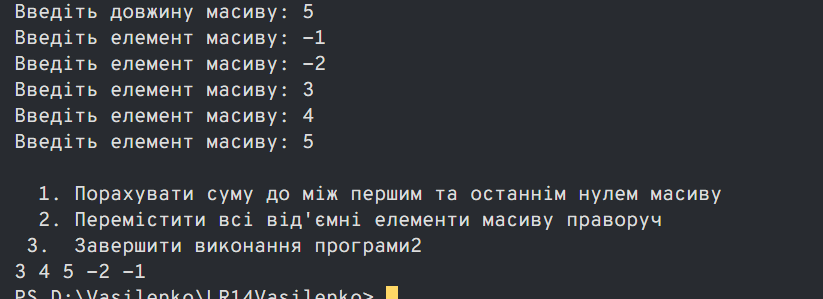 Введіть довжину масиву: 5
Введіть елемент масиву: -1
Введіть елемент масиву: -2
Введіть елемент масиву: 3
Введіть елемент масиву: 4
Введіть елемент масиву: 5
1. Порахувати суму до між першим та останнім нулем масиву
2. Перемістити всі від'ємні елементи масиву праворуч
3. Завершити виконання програми2
3 4 5 -2 -1
PS D:\Vasilenko\LR14Vasilenko>